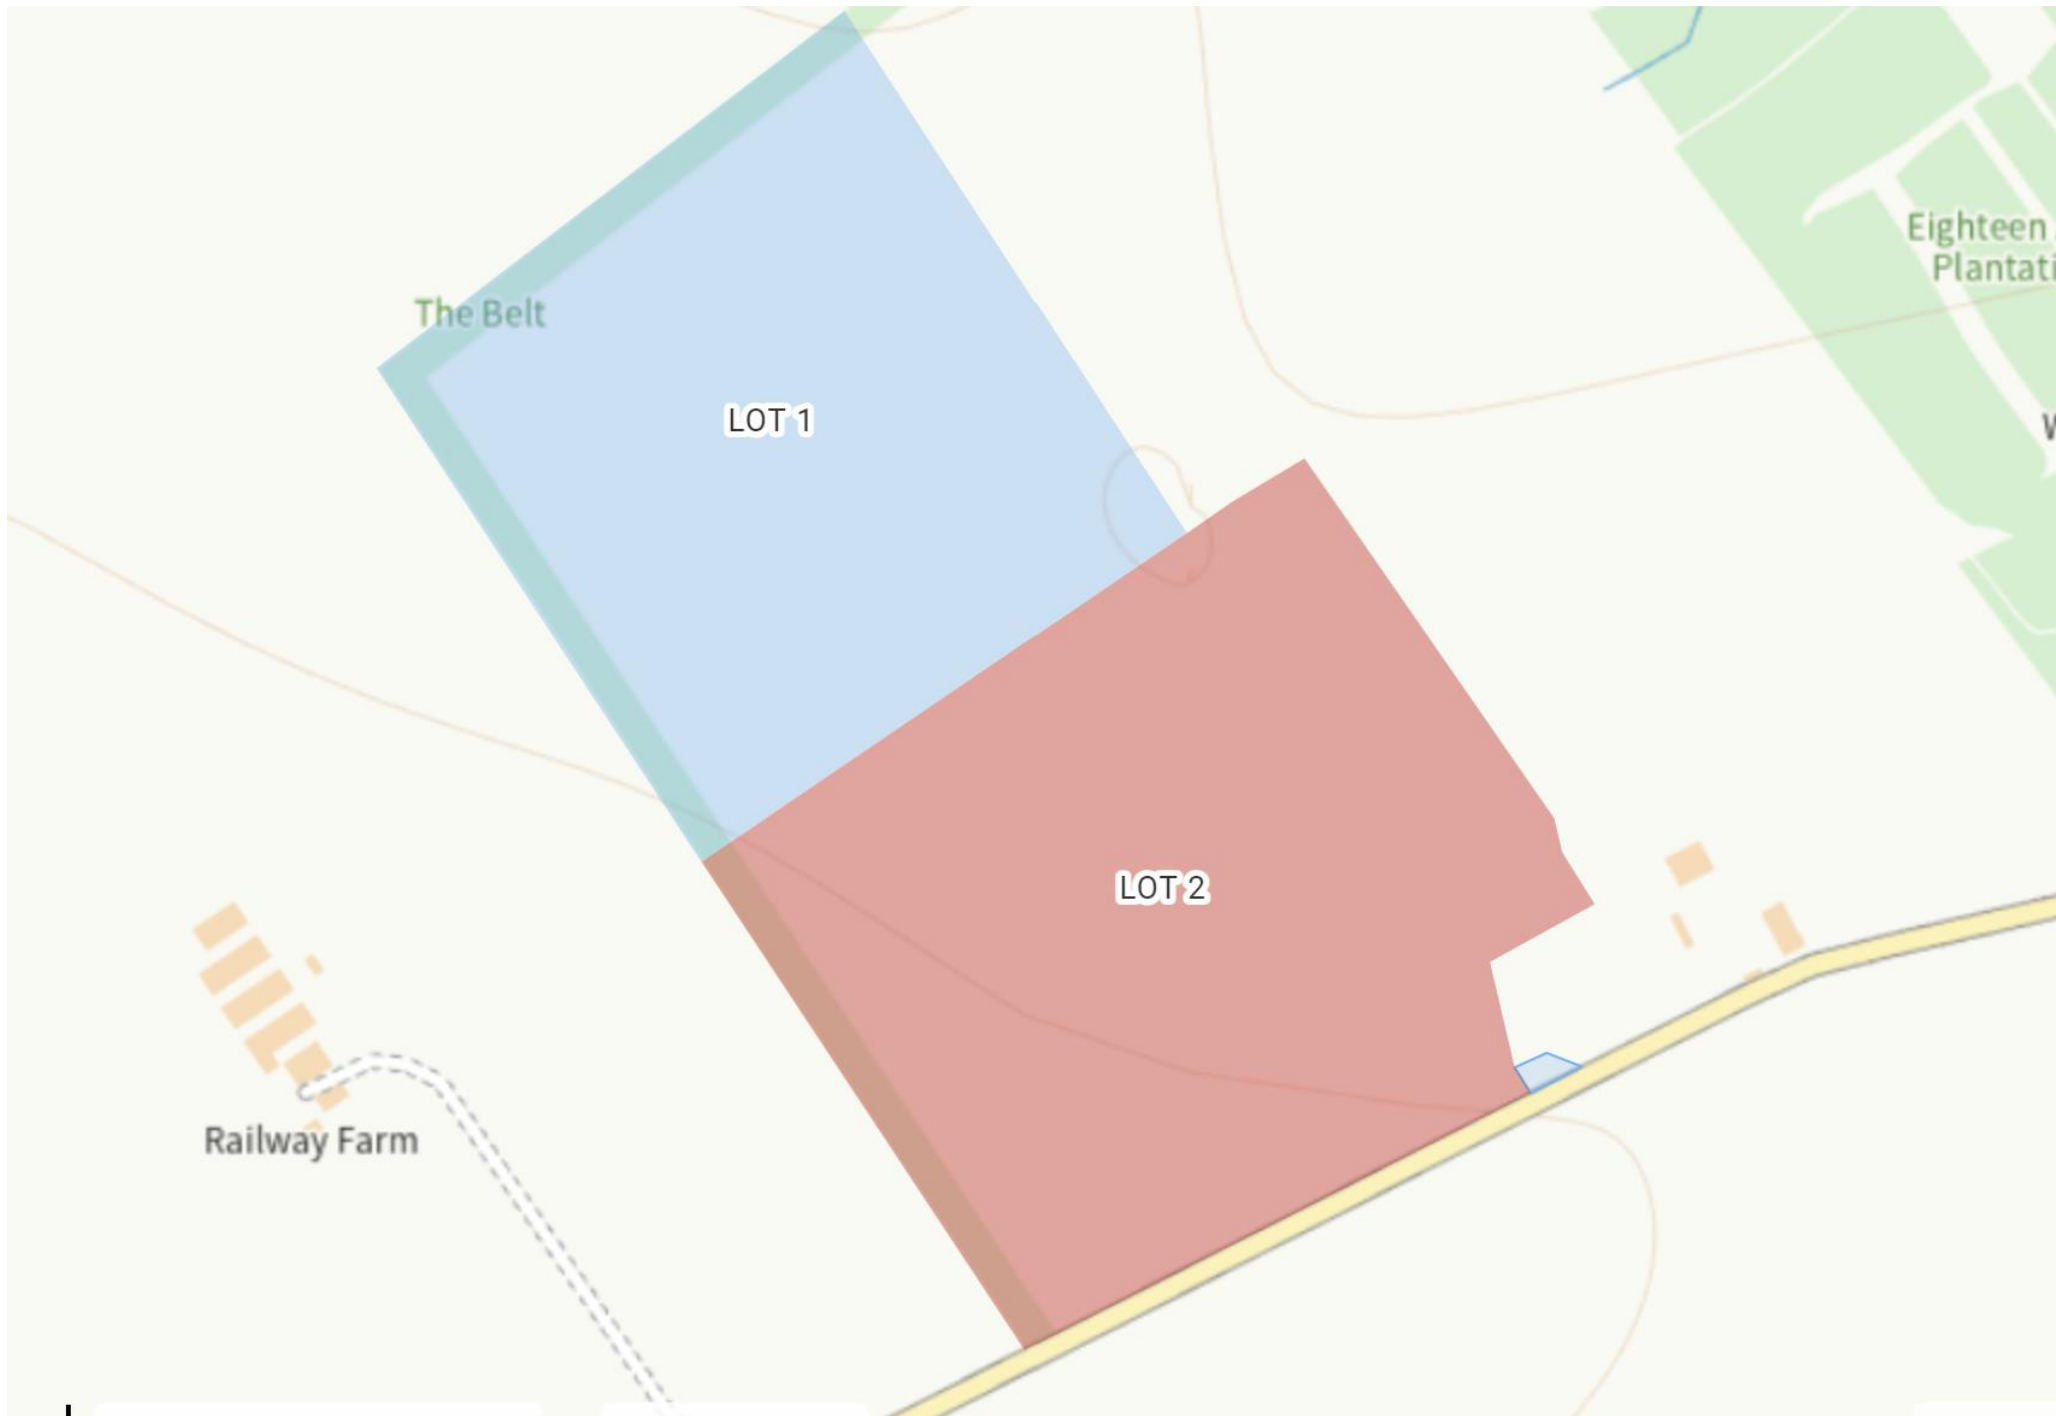 Eighteen
Plantati
The Belt
LOT 1
W
LOT 2
Railway Farm